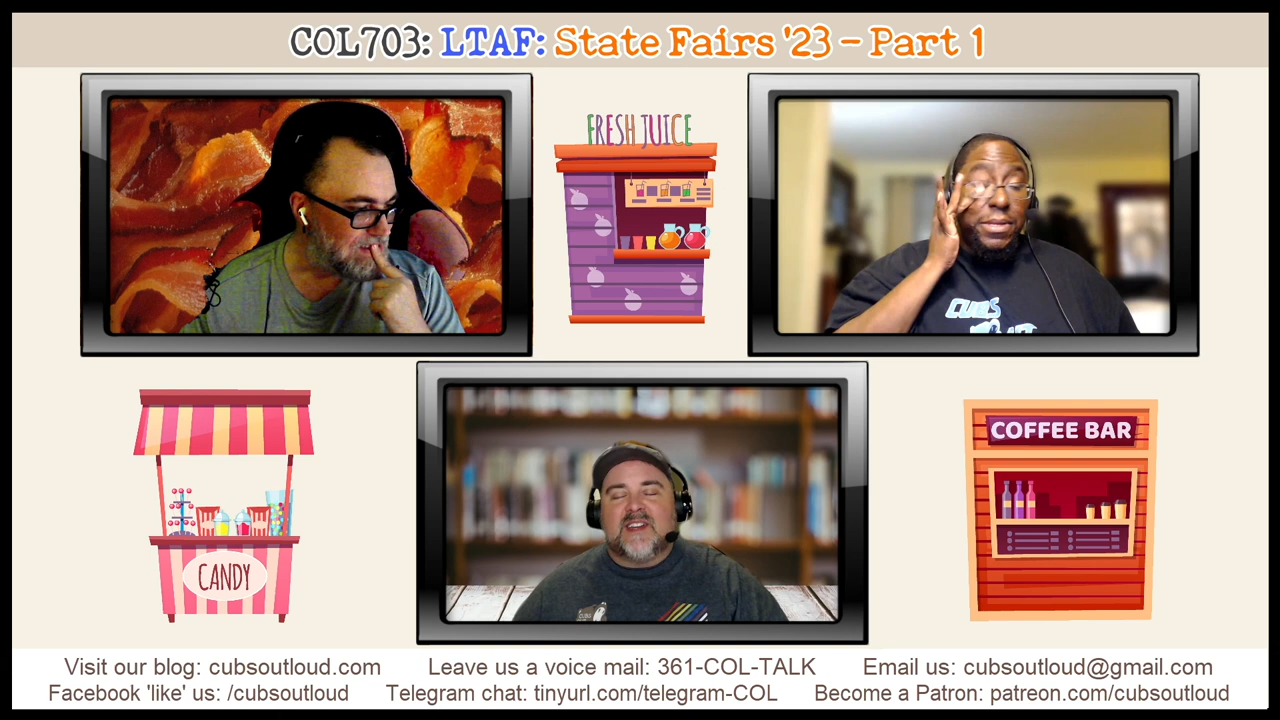 COL703: LTAF: State Fairs '23 - Part 1
FRESH JUICE
CUBS
CANDY
COFFEE BAR
Visit our blog: cubsoutloud.com Leave us a voice mail: 361-COL-TALK Email us: cubsoutloud@gmail.com
Facebook 'like' us: /cubsoutloud Telegram chat: tinyurl.com/telegram-COL Become a Patron: patreon.com/cubsoutloud